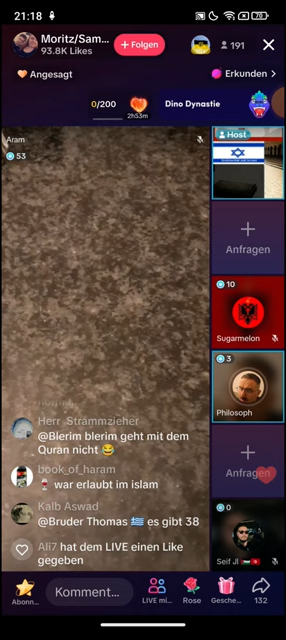 21:18
70
Moritz/Sam...
93.8K Likes
+ Folgen
191
Angesagt
Erkunden >
0/200
2h53m
Dino Dynastie
Aram
53
Host
+
Anfragen
10
Sugarmelon
3
Philosoph
+
Anfragen
0
Seif Jl
Herr_Strammzieher
@Blerim blerim geht mit dem
Quran nicht 😂
book_of_haram
🍷 war erlaubt im islam
Kalb Aswad
@Bruder Thomas 🇬🇷 es gibt 38
Ali7 hat dem LIVE einen Like
gegeben
Abonn...
Komment...
LIVE mi...
Rose
Gesche...
132